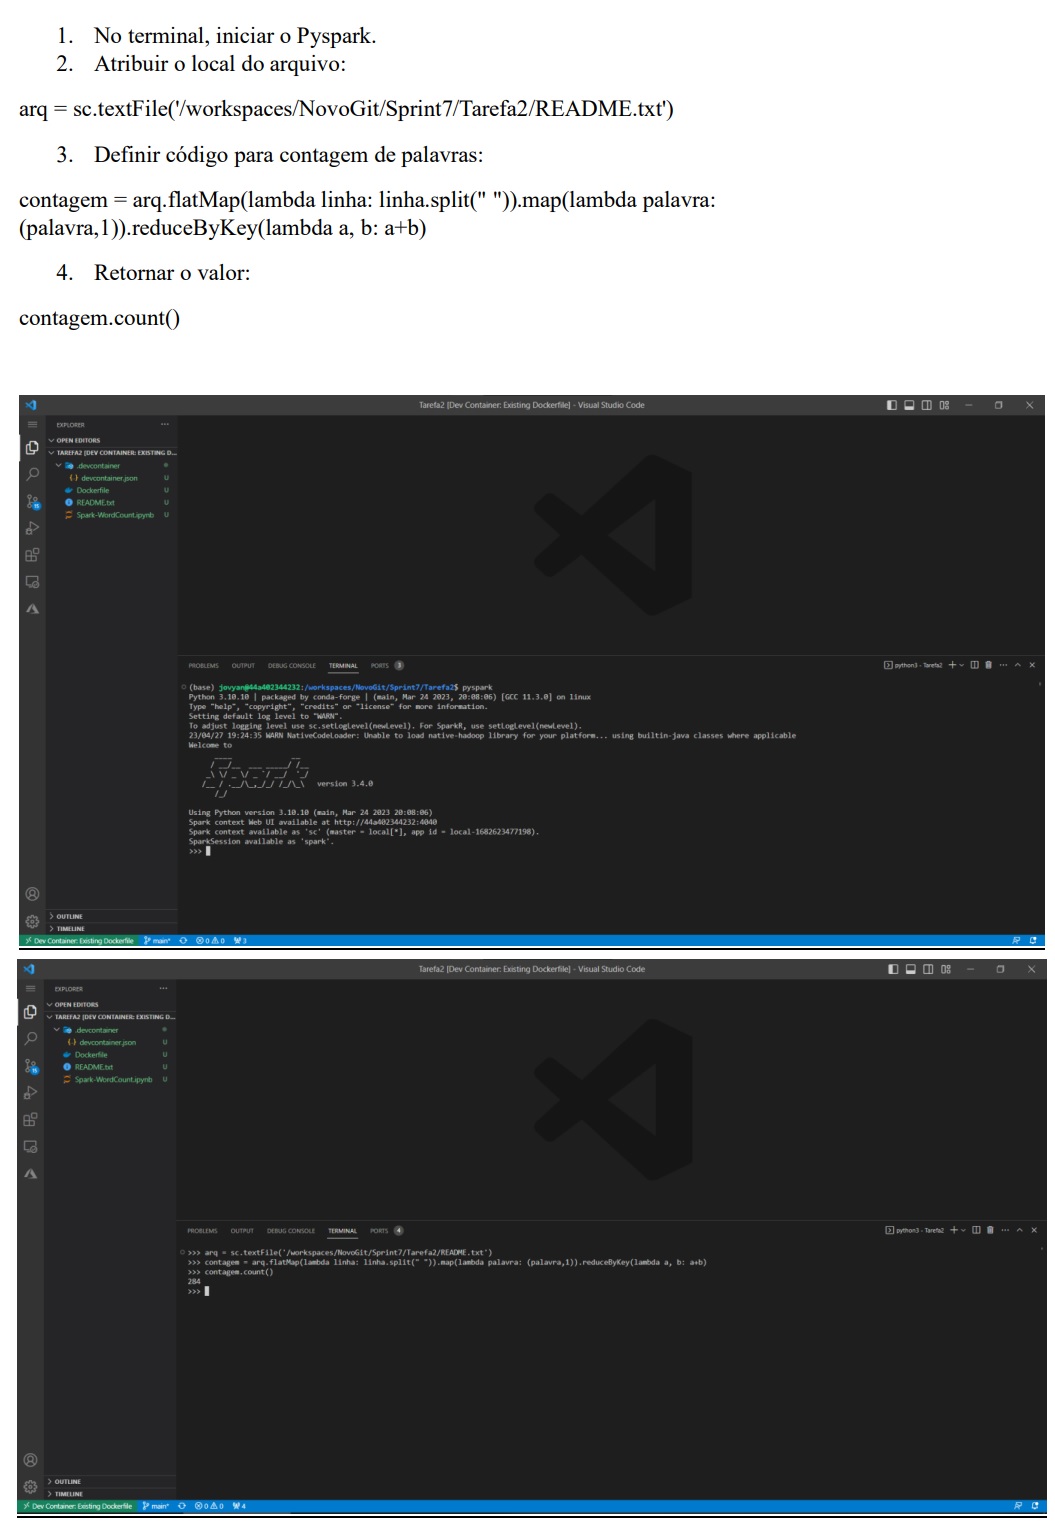 1. No terminal, iniciar o Pyspark.
2. Atribuir o local do arquivo:
arq = sc.textFile('/workspaces/NovoGit/Sprint7/Tarefa2/README.txt')
3. Definir código para contagem de palavras:
contagem = arq.flatMap(lambda linha: linha.split(" ")).map(lambda palavra:
(palavra,1)).reduceByKey(lambda a, b: a+b)
4. Retornar o valor:
contagem.count()
Tarefa2 [Dev Container: Existing Dockerfile] - Visual Studio Code
EXPLORER
OPEN EDITORS
TAREFA2 [DEV CONTAINER: EXISTING D...
.devcontainer
{.} devcontainer.json U
Dockerfile U
README.txt U
Spark-WordCount.ipynb U
PROBLEMS OUTPUT DEBUG CONSOLE TERMINAL PORTS 3
python3 - Tarefa2
(base) jovyan@44a402344232:/workspaces/NovoGit/Sprint7/Tarefa2$ pyspark
Python 3.10.10 | packaged by conda-forge | (main, Mar 24 2023, 20:08:06) [GCC 11.3.0] on linux
Type "help", "copyright", "credits" or "license" for more information.
Setting default log level to "WARN".
To adjust logging level use sc.setLogLevel(newLevel). For SparkR, use setLogLevel(newLevel).
23/04/27 19:24:35 WARN NativeCodeLoader: Unable to load native-hadoop library for your platform... using builtin-java classes where applicable
Welcome to
version 3.4.0
Using Python version 3.10.10 (main, Mar 24 2023 20:08:06)
Spark context Web UI available at http://44a402344232:4040
Spark context available as 'sc' (master = local[*], app id = local-1682623477198).
SparkSession available as 'spark'.
>>>
OUTLINE
TIMELINE
Dev Container: Existing Dockerfile main* 0 0 3
Tarefa2 [Dev Container: Existing Dockerfile] - Visual Studio Code
EXPLORER
OPEN EDITORS
TAREFA2 [DEV CONTAINER: EXISTING D...
.devcontainer
{.} devcontainer.json U
Dockerfile U
README.txt U
Spark-WordCount.ipynb U
PROBLEMS OUTPUT DEBUG CONSOLE TERMINAL PORTS 4
python3 - Tarefa2
>>> arq = sc.textFile('/workspaces/NovoGit/Sprint7/Tarefa2/README.txt')
>>> contagem = arq.flatMap(lambda linha: linha.split(" ")).map(lambda palavra: (palavra,1)).reduceByKey(lambda a, b: a+b)
>>> contagem.count()
284
>>>
OUTLINE
TIMELINE
Dev Container: Existing Dockerfile main* 0 0 4